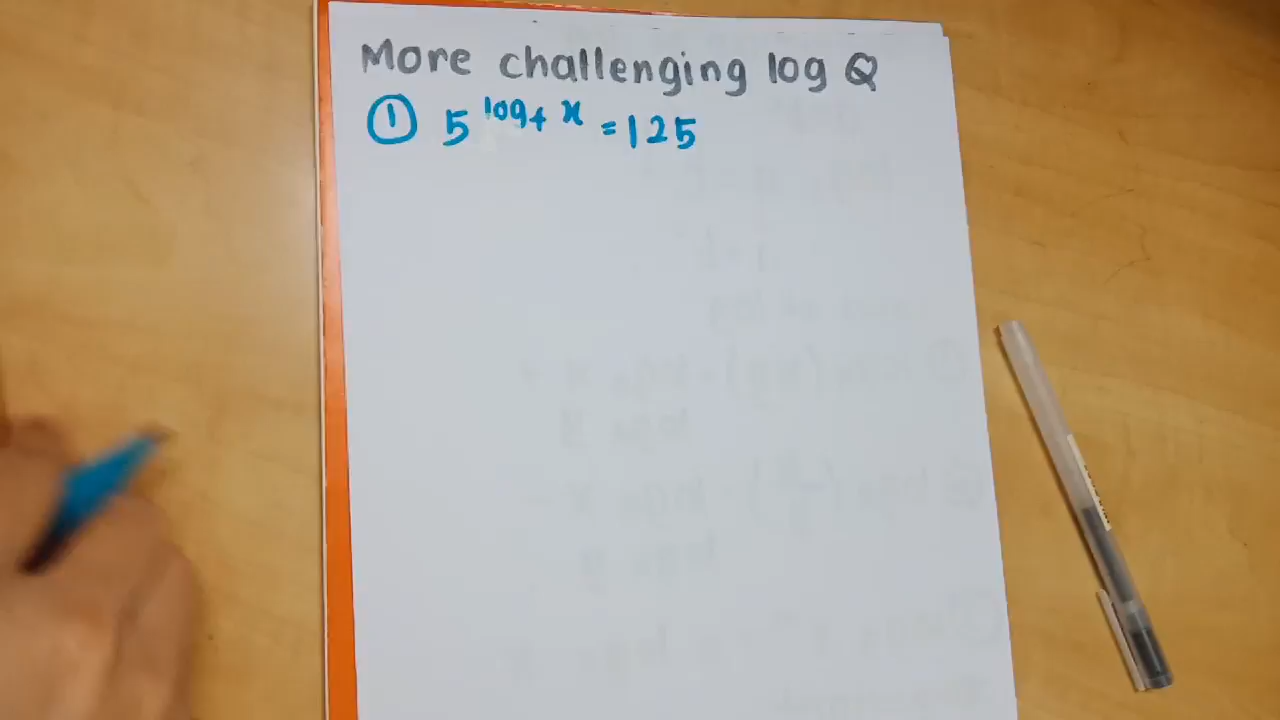 More challenging log Q
① 5^log₄ x = 125